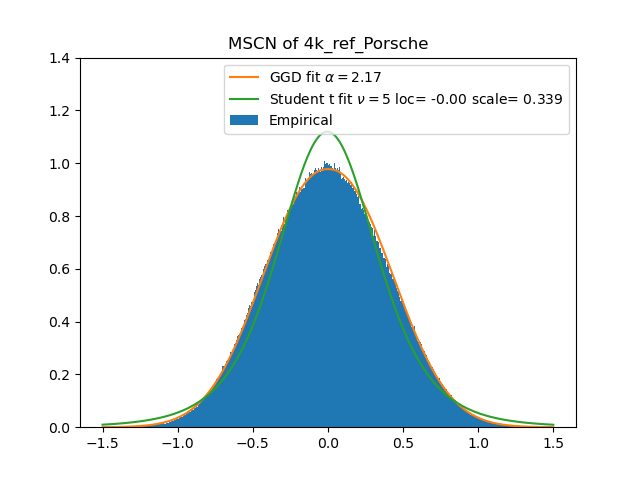 MSCN of 4k_ref_Porsche
GGD fit α = 2.17
Student t fit ν = 5 loc= -0.00 scale= 0.339
Empirical
1.4
1.2
1.0
0.8
0.6
0.4
0.2
0.0
−1.5 −1.0 −0.5 0.0 0.5 1.0 1.5